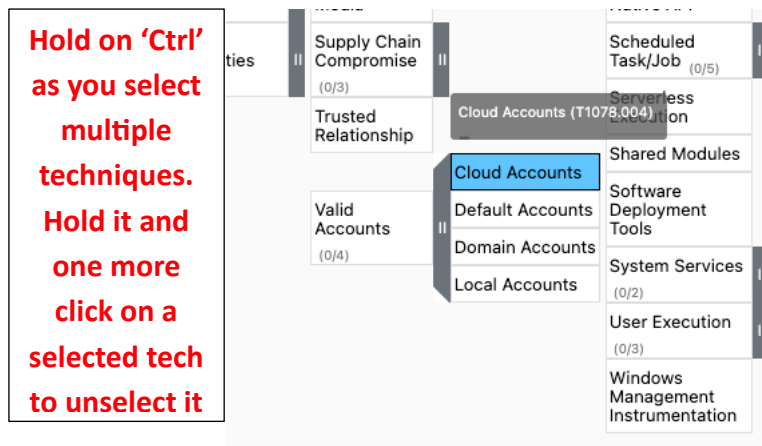 Hold on ‘Ctrl’
as you select
multiple
techniques.
Hold it and
one more
click on a
selected tech
to unselect it
ties
II
Supply Chain
Compromise
(0/3)
II
Trusted
Relationship
Valid
Accounts
(0/4)
II
Cloud Accounts (T1078.004)
Cloud Accounts
Default Accounts
Domain Accounts
Local Accounts
Scheduled
Task/Job (0/5)
Serverless
Execution
Shared Modules
Software
Deployment
Tools
System Services
(0/2)
User Execution
(0/3)
Windows
Management
Instrumentation